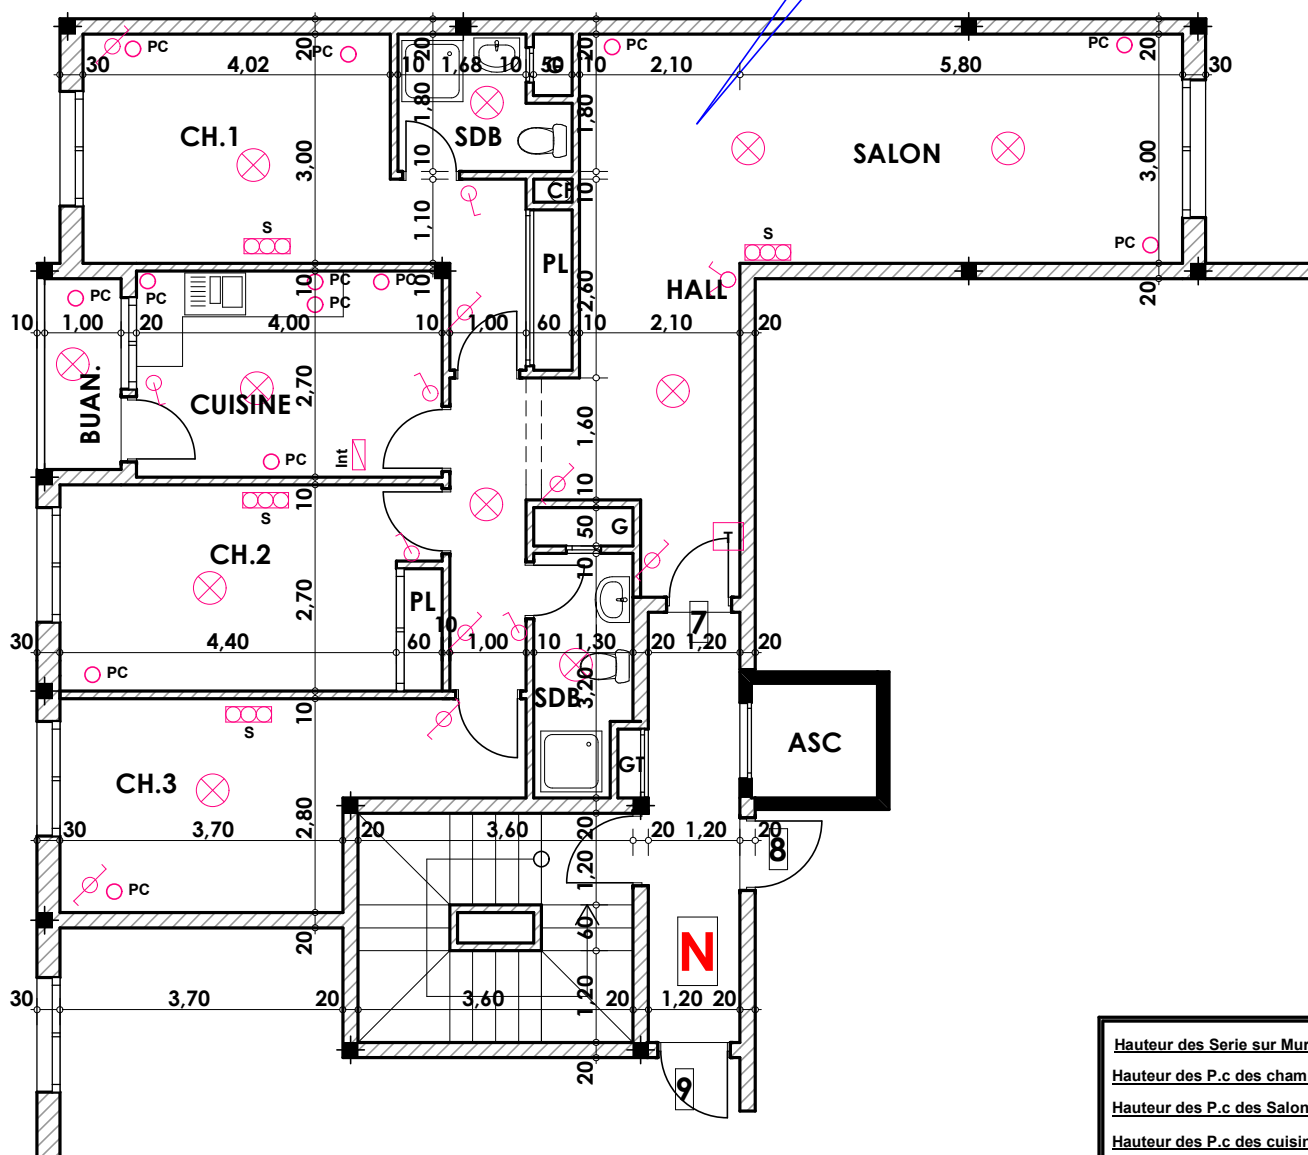 PC
PC
PC
PC
20
20
20
20
30
4,02
10
1,68
10
50
G
10
2,10
5,80
30
CH.1
3,00
1,80
SDB
1,80
SALON
3,00
10
10
CF
1,10
S
S
PC
PL
HALL
2,60
10
10
20
PC
PC
PC
PC
PC
10
1,00
20
4,00
10
1,00
60
10
2,10
20
BUAN.
CUISINE
2,70
1,60
PC
Int
10
10
S
50
G
T
CH.2
10
2,70
PL
7
10
30
4,40
60
1,00
10
1,30
20
1,20
20
PC
SDB
3,20
10
S
ASC
GT
CH.3
2,80
30
3,70
20
3,60
20
20
1,20
20
8
1,20
PC
60
N
20
30
3,70
20
3,60
1,20
20
1,20
20
20
9
Hauteur des Serie sur Mur
Hauteur des P.c des cham
Hauteur des P.c des Salon
Hauteur des P.c des cuisin